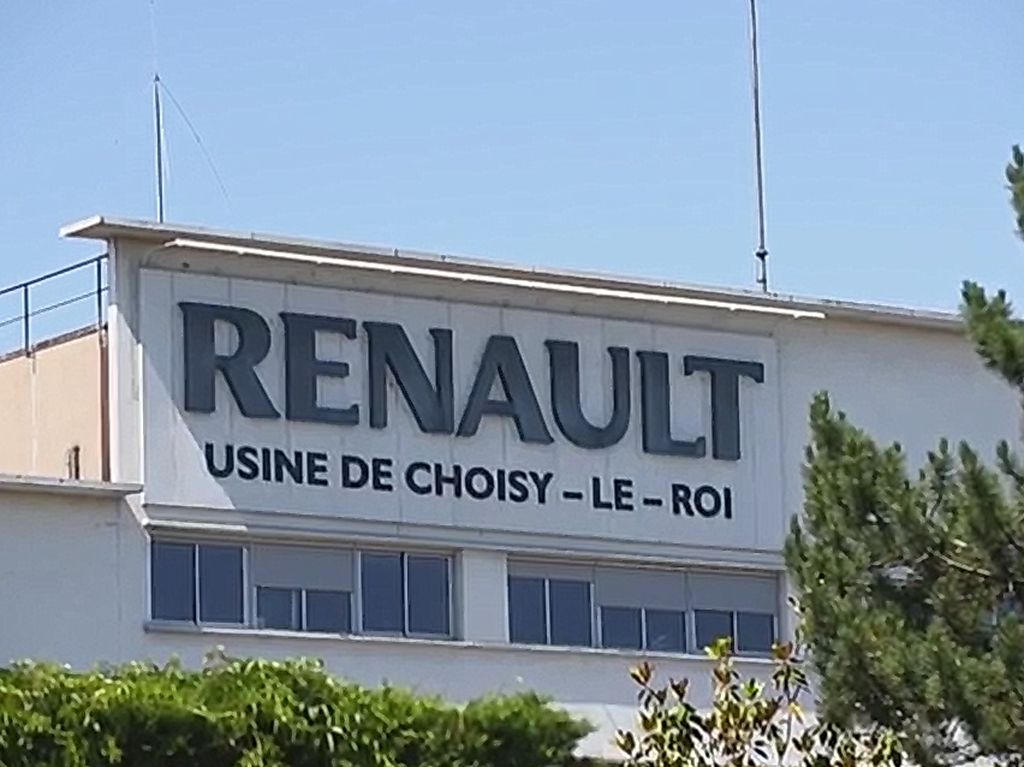 RENAULT
USINE DE CHOISY – LE – ROI